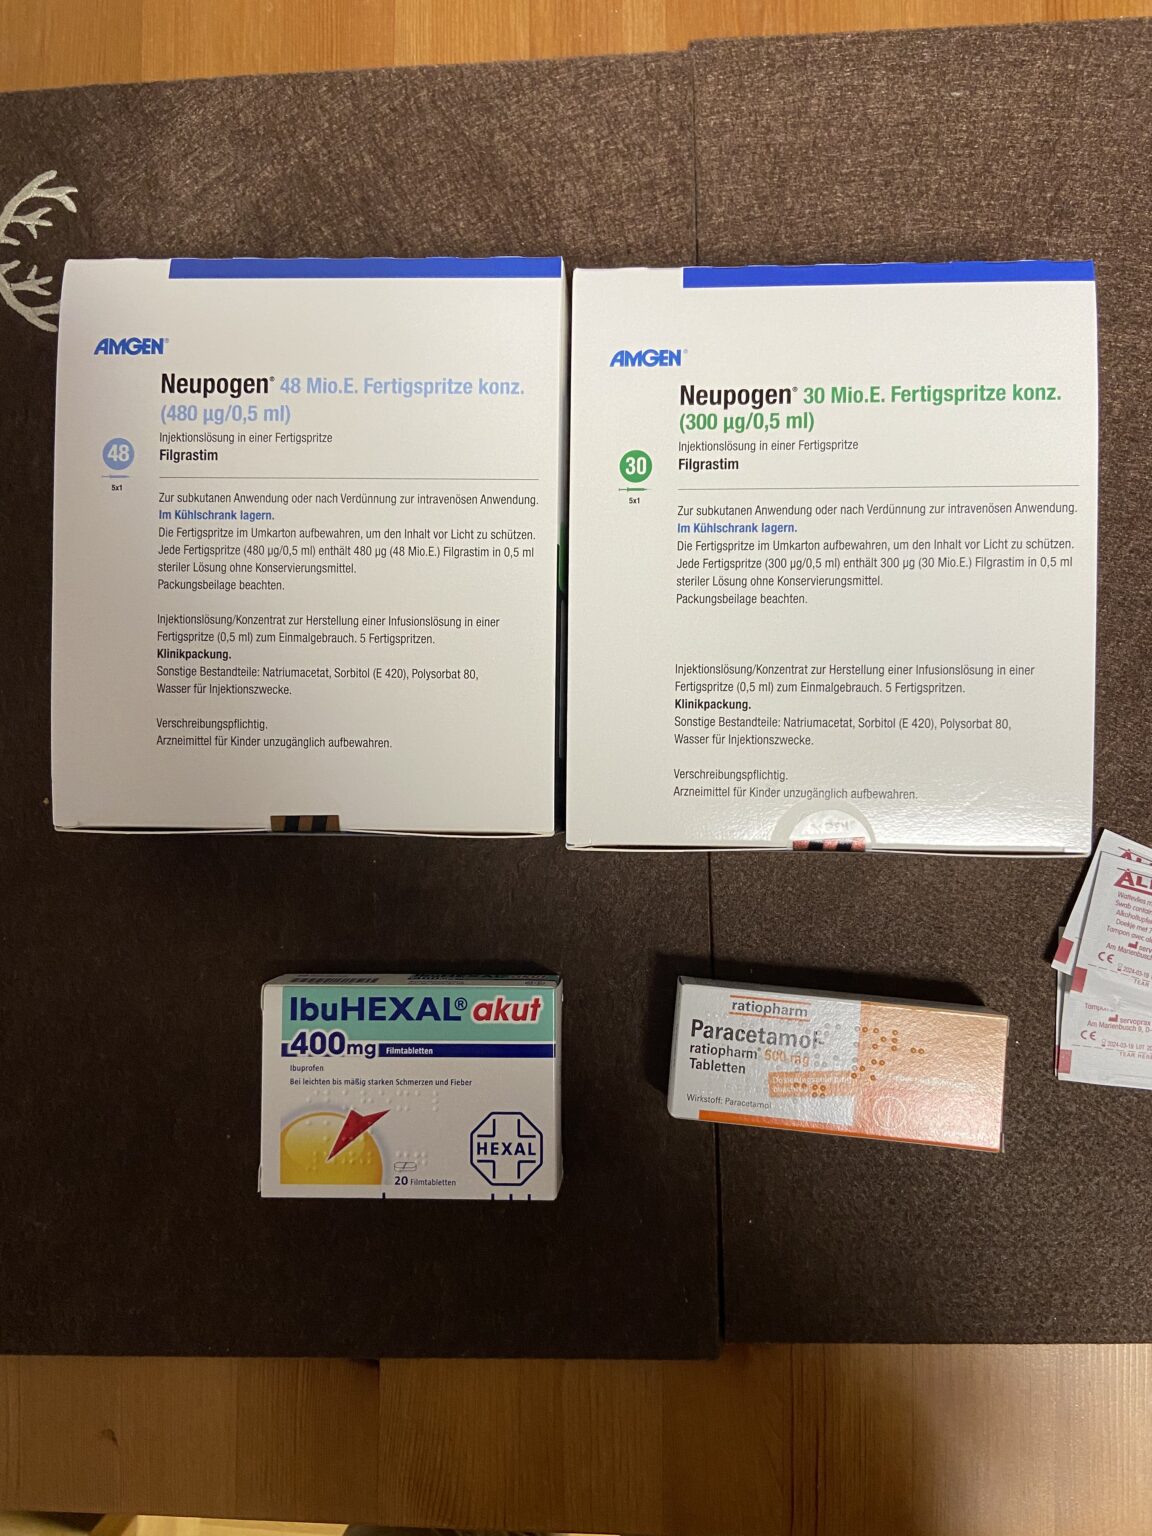 AMGEN®
Neupogen® 48 Mio.E. Fertigspritze konz.
(480 µg/0,5 ml)
Injektionslösung in einer Fertigspritze
48
Filgrastim
5x1
Zur subkutanen Anwendung oder nach Verdünnung zur intravenösen Anwendung.
Im Kühlschrank lagern.
Die Fertigspritze im Umkarton aufbewahren, um den Inhalt vor Licht zu schützen.
Jede Fertigspritze (480 µg/0,5 ml) enthält 480 µg (48 Mio.E.) Filgrastim in 0,5 ml
steriler Lösung ohne Konservierungsmittel.
Packungsbeilage beachten.
Injektionslösung/Konzentrat zur Herstellung einer Infusionslösung in einer
Fertigspritze (0,5 ml) zum Einmalgebrauch. 5 Fertigspritzen.
Klinikpackung.
Sonstige Bestandteile: Natriumacetat, Sorbitol (E 420), Polysorbat 80,
Wasser für Injektionszwecke.
Verschreibungspflichtig.
Arzneimittel für Kinder unzugänglich aufbewahren.
AMGEN®
Neupogen® 30 Mio.E. Fertigspritze konz.
(300 µg/0,5 ml)
Injektionslösung in einer Fertigspritze
30
Filgrastim
5x1
Zur subkutanen Anwendung oder nach Verdünnung zur intravenösen Anwendung.
Im Kühlschrank lagern.
Die Fertigspritze im Umkarton aufbewahren, um den Inhalt vor Licht zu schützen.
Jede Fertigspritze (300 µg/0,5 ml) enthält 300 µg (30 Mio.E.) Filgrastim in 0,5 ml
steriler Lösung ohne Konservierungsmittel.
Packungsbeilage beachten.
Injektionslösung/Konzentrat zur Herstellung einer Infusionslösung in einer
Fertigspritze (0,5 ml) zum Einmalgebrauch. 5 Fertigspritzen.
Klinikpackung.
Sonstige Bestandteile: Natriumacetat, Sorbitol (E 420), Polysorbat 80,
Wasser für Injektionszwecke.
Verschreibungspflichtig.
Arzneimittel für Kinder unzugänglich aufbewahren.
IbuHEXAL® akut
400mg Filmtabletten
Ibuprofen
Bei leichten bis mäßig starken Schmerzen und Fieber
HEXAL
20 Filmtabletten
ratiopharm
Paracetamol-
ratiopharm® 500 mg
Tabletten
Wirkstoff: Paracetamol
Swab
Am Marienbusch
CE 2024-03-18
TEAR
servoprax
Am Marienbusch 9, D-
CE 2024-03-18 LOT
TEAR HERE